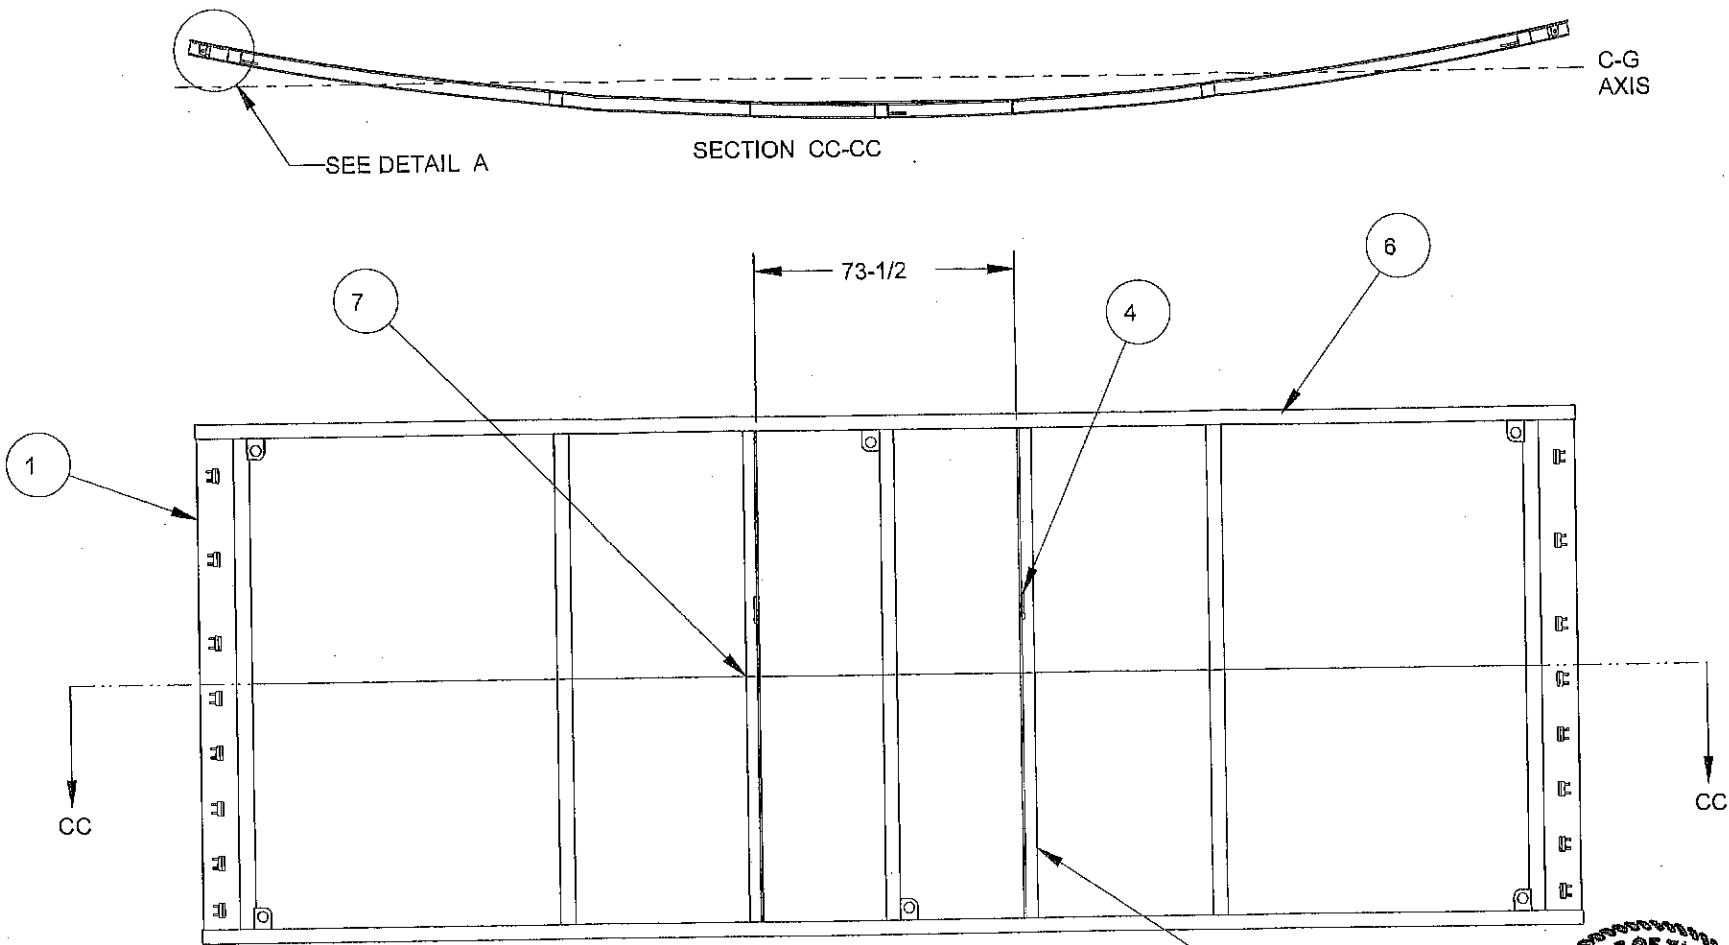 C-G
AXIS
SEE DETAIL A
SECTION CC-CC
73-1/2
6
7
4
1
CC
CC